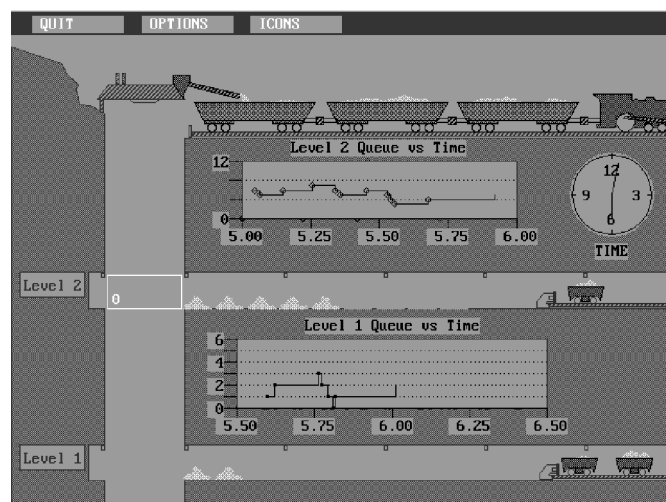 QUIT OPTIONS ICONS
Level 2 Queue vs Time
12
0
5.00 5.25 5.50 5.75 6.00
12
9 3
6
TIME
Level 2
0
Level 1 Queue vs Time
6
4
2
0
5.50 5.75 6.00 6.25 6.50
Level 1